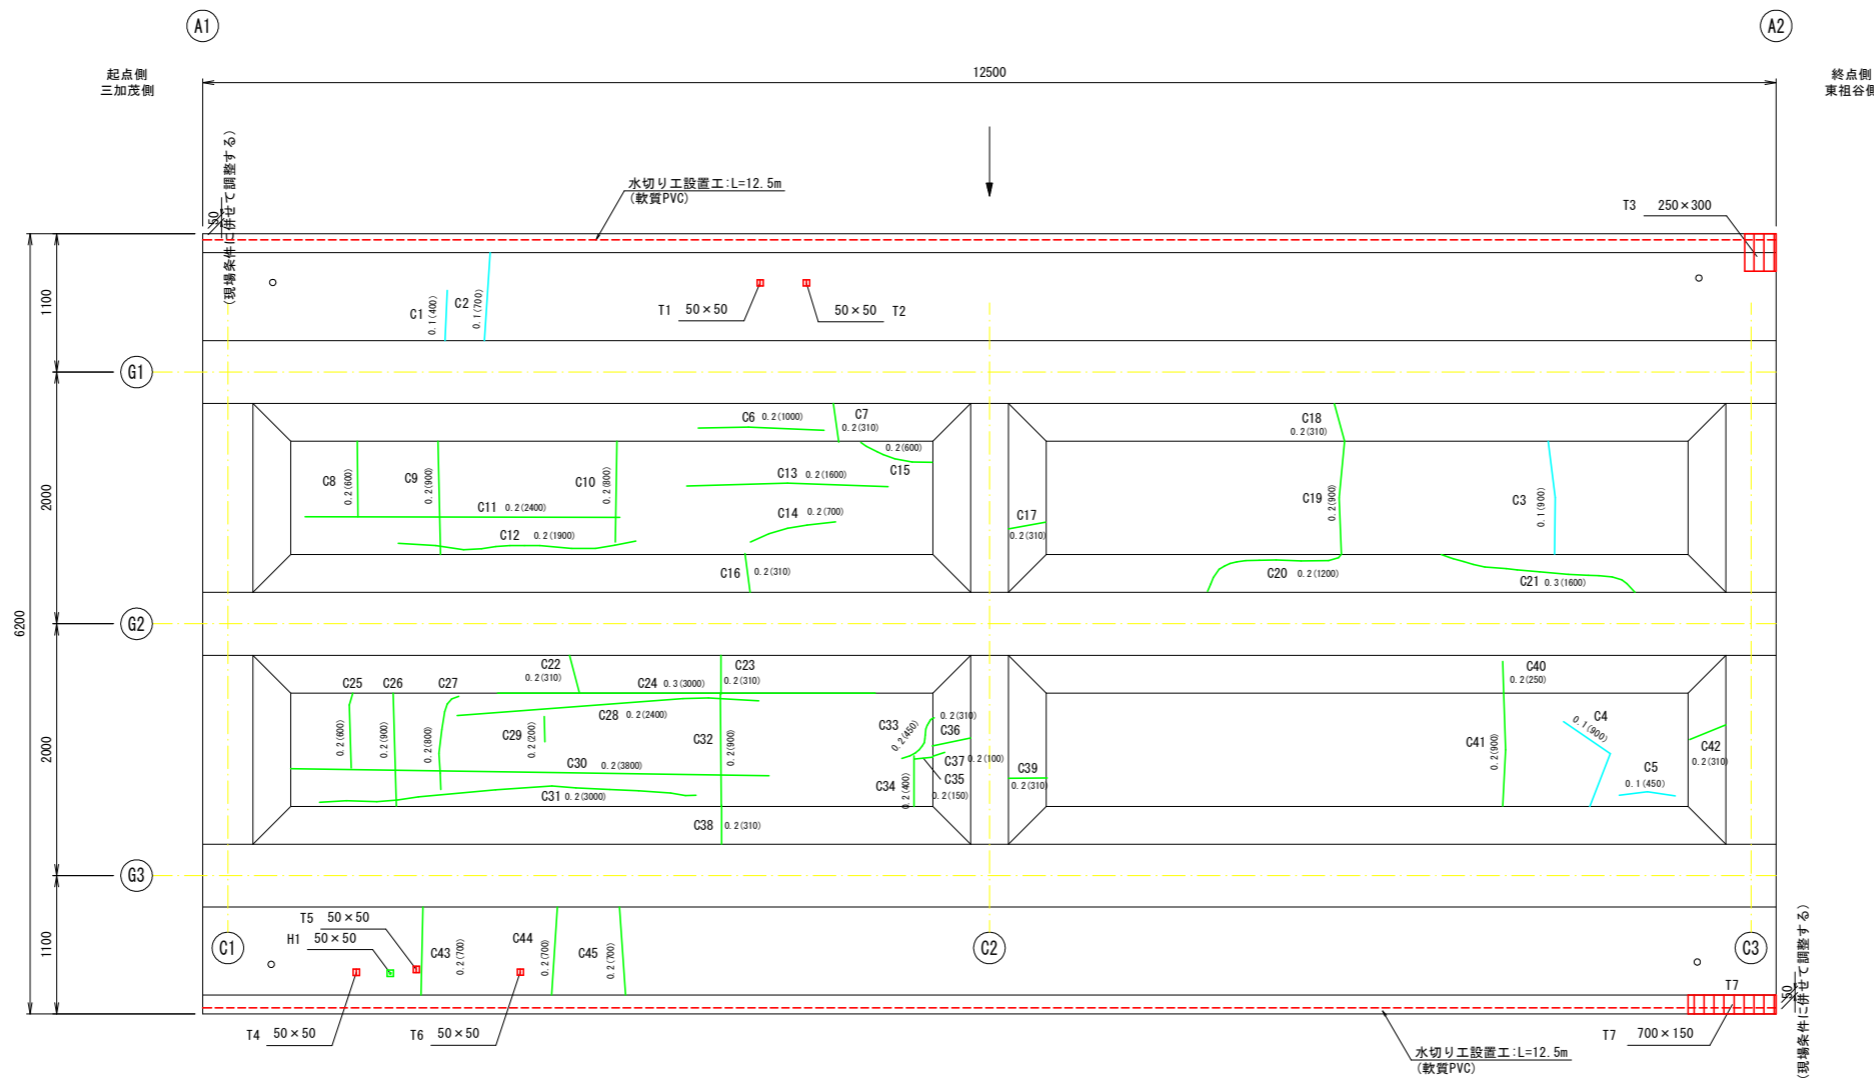 A1
A2
起点側
三加茂側
12500
終点側
東祖谷側
(現場条件に併せて調整する)
50
水切り工設置工:L=12.5m
(軟質PVC)
T3 250×300
1100
C1
0.1(400)
C2
0.1(700)
T1 50×50
50×50 T2
G1
C6 0.2(1000)
C7
0.2(310)
C18
0.2(310)
0.2(600)
C15
C8
0.2(600)
C9
0.2(900)
C10
0.2(800)
C13 0.2(1600)
C19
0.2(900)
C3
0.1(900)
2000
C11 0.2(2400)
C14 0.2(700)
C17
0.2(310)
C12 0.2(1900)
C16 0.2(310)
C20 0.2(1200)
C21 0.3(1600)
6200
G2
C22
0.2(310)
C23
0.2(310)
C24 0.3(3000)
C40
0.2(250)
C25
C26
C27
0.2(600)
0.2(900)
0.2(800)
C28 0.2(2400)
C29
0.2(200)
C32
0.2(900)
C33
0.2(450)
0.2(310)
C36
C4
0.1(900)
C41
0.2(900)
C42
0.2(310)
2000
C30 0.2(3800)
C37 0.2(100)
C35
0.2(150)
C34
0.2(400)
C39
0.2(310)
C5
0.1(450)
C31 0.2(3000)
C38 0.2(310)
G3
T5 50×50
H1 50×50
1100
C1
C43
0.2(700)
C44
0.2(700)
C45
0.2(700)
C2
C3
T7
50
(現場条件に併せて調整する)
T4 50×50
T6 50×50
T7 700×150
水切り工設置工:L=12.5m
(軟質PVC)